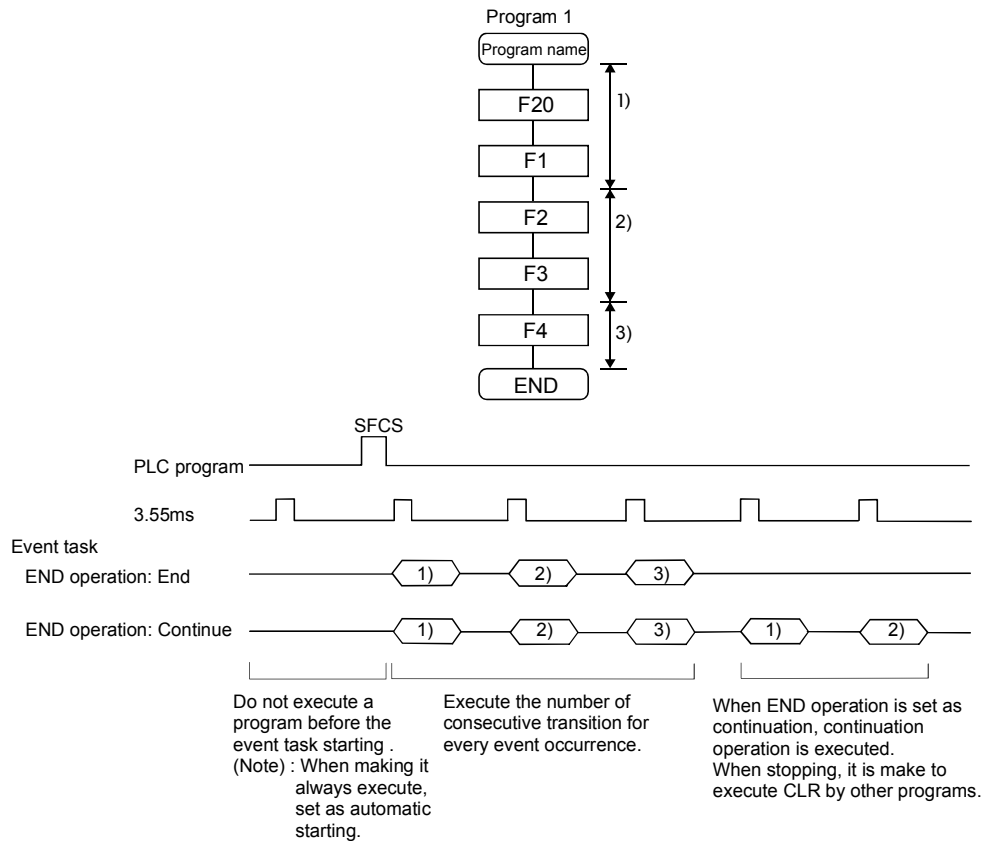 Program 1
Program name
F20
1)
F1
F2
2)
F3
F4
3)
END
SFCS
PLC program
3.55ms
Event task
END operation: End
1)
2)
3)
END operation: Continue
1)
2)
3)
1)
2)
Do not execute a
program before the
event task starting .
(Note) : When making it
always execute,
set as automatic
starting.
Execute the number of
consecutive transition for
every event occurrence.
When END operation is set as
continuation, continuation
operation is executed.
When stopping, it is make to
execute CLR by other programs.